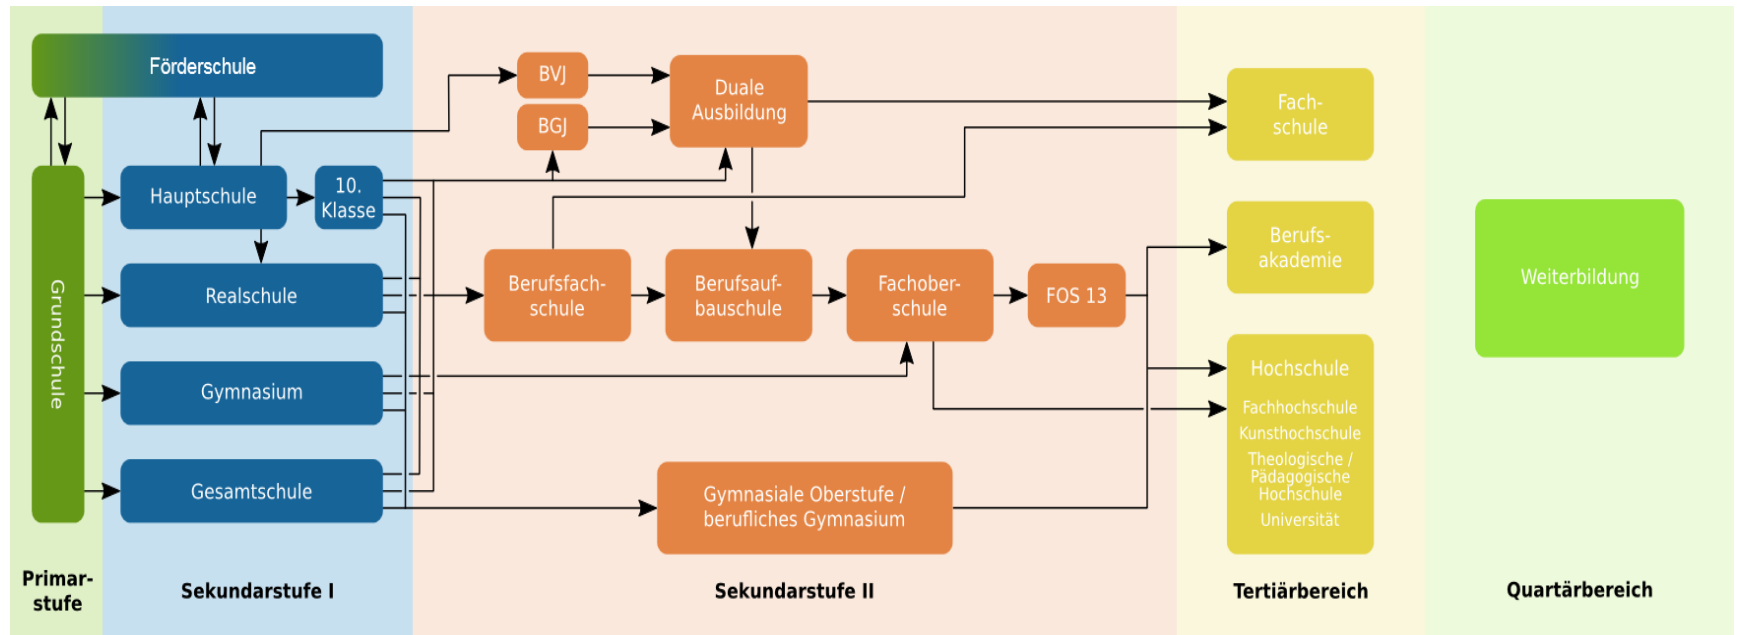 Förderschule
Grundschule
Hauptschule
10.
Klasse
Realschule
Gymnasium
Gesamtschule
BVJ
BGJ
Duale
Ausbildung
Berufsfach-
schule
Berufsauf-
bauschule
Fachober-
schule
FOS 13
Gymnasiale Oberstufe /
berufliches Gymnasium
Fach-
schule
Berufs-
akademie
Hochschule
Fachhochschule
Kunsthochschule
Theologische /
Pädagogische
Hochschule
Universität
Weiterbildung
Primar-
stufe
Sekundarstufe I
Sekundarstufe II
Tertiärbereich
Quartärbereich